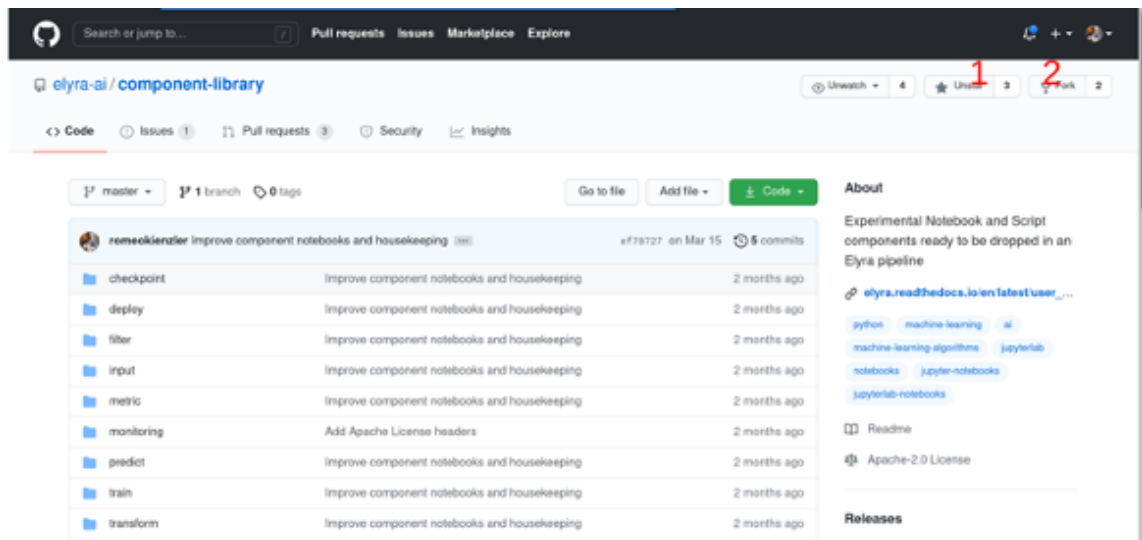 Search or jump to... / Pull requests Issues Marketplace Explore
1 2
elyra-ai / component-library Unwatch 4 Unstar 3 Fork 2
Code Issues 1 Pull requests 3 Security Insights
master 1 branch 0 tags Go to file Add file Code About
Experimental Notebook and Script
components ready to be dropped in an
Elyra pipeline
romeokienzler Improve component notebooks and housekeeping ... ef78727 on Mar 15 5 commits
checkpoint Improve component notebooks and housekeeping 2 months ago
elyra.readthedocs.io/en/latest/user_...
deploy Improve component notebooks and housekeeping 2 months ago
python machine-learning ai
filter Improve component notebooks and housekeeping 2 months ago
machine-learning-algorithms jupyterlab
input Improve component notebooks and housekeeping 2 months ago
notebooks jupyter-notebooks
jupyterlab-notebooks
metric Improve component notebooks and housekeeping 2 months ago
monitoring Add Apache License headers 2 months ago
Readme
predict Improve component notebooks and housekeeping 2 months ago
Apache-2.0 License
train Improve component notebooks and housekeeping 2 months ago
transform Improve component notebooks and housekeeping 2 months ago
Releases